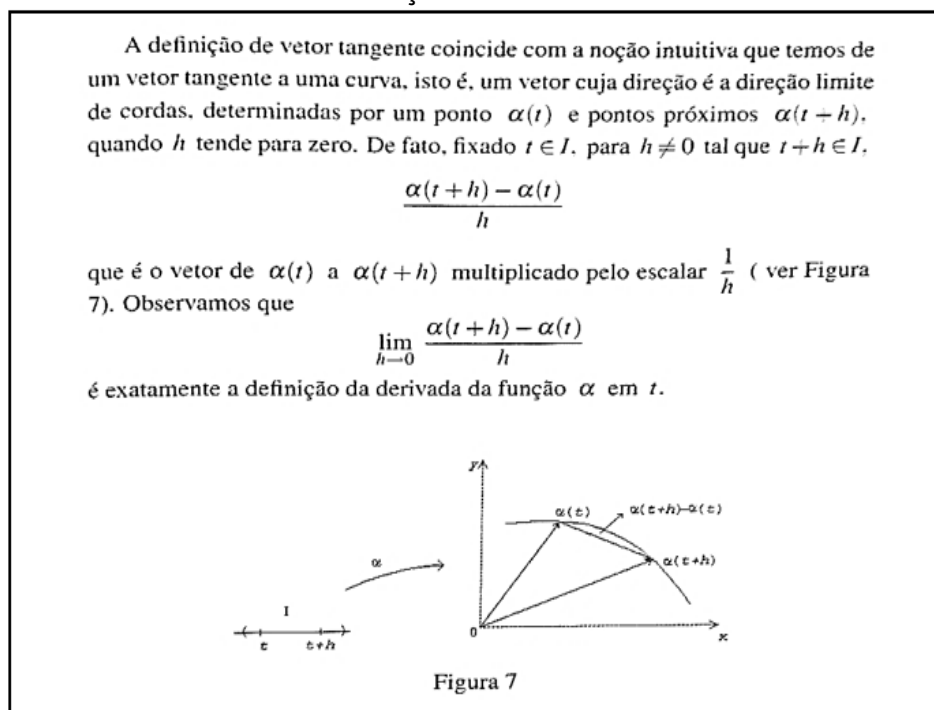 A definição de vetor tangente coincide com a noção intuitiva que temos de
um vetor tangente a uma curva, isto é, um vetor cuja direção é a direção limite
de cordas, determinadas por um ponto α(t) e pontos próximos α(t + h),
quando h tende para zero. De fato, fixado t ∈ I, para h ≠ 0 tal que t + h ∈ I,
α(t + h) − α(t)
h
que é o vetor de α(t) a α(t + h) multiplicado pelo escalar 1/h ( ver Figura
7). Observamos que
lim h→0 α(t + h) − α(t)
h
é exatamente a definição da derivada da função α em t.
y
α(t)
α(t+h)-α(t)
α
α(t+h)
I
t
t+h
0
x
Figura 7